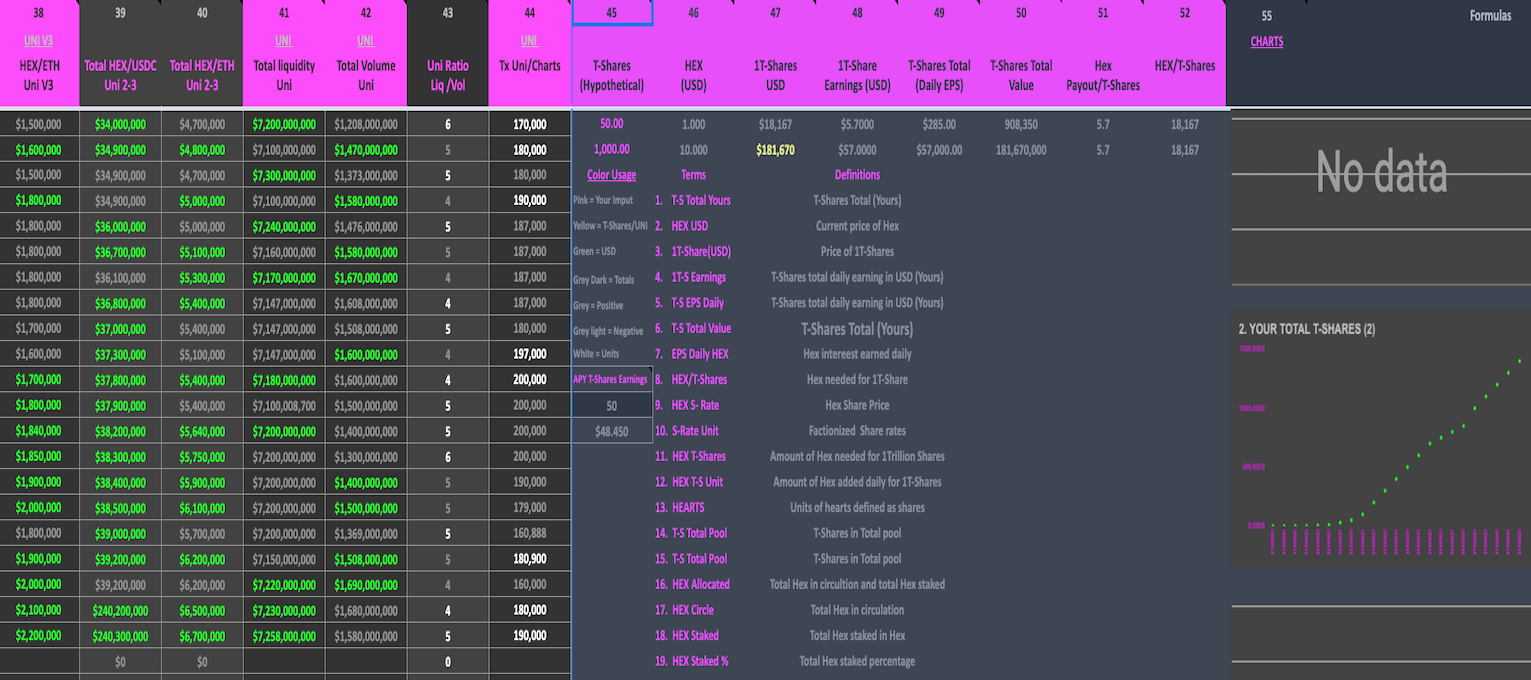 38 39 40 41 42 43 44 45 46 47 48 49 50 51 52 55 Formulas
UNI V3 UNI UNI UNI CHARTS
HEX/ETH Total HEX/USDC Total HEX/ETH Total liquidity Total Volume Uni Ratio Tx Uni/Charts T-Shares HEX 1T-Shares 1T-Share T-Shares Total T-Shares Total Hex HEX/T-Shares
Uni V3 Uni 2-3 Uni 2-3 Uni Uni Liq /Vol (Hypothetical) (USD) USD Earnings (USD) (Daily EPS) Value Payout/T-Shares
$1,500,000 $34,000,000 $4,700,000 $7,200,000,000 $1,208,000,000 6 170,000 50.00 1.000 $18,167 $5.7000 $285.00 908,350 5.7 18,167
$1,600,000 $34,900,000 $4,800,000 $7,100,000,000 $1,470,000,000 5 180,000 1,000.00 10.000 $181,670 $57.0000 $57,000.00 181,670,000 5.7 18,167
$1,500,000 $34,900,000 $4,700,000 $7,300,000,000 $1,373,000,000 5 180,000 Color Usage Terms Definitions No data
$1,800,000 $34,900,000 $5,000,000 $7,100,000,000 $1,580,000,000 4 190,000 Pink = Your Imput 1. T-S Total Yours T-Shares Total (Yours)
$1,800,000 $36,000,000 $5,000,000 $7,240,000,000 $1,476,000,000 5 187,000 Yellow = T-Shares/UNI 2. HEX USD Current price of Hex
$1,800,000 $36,700,000 $5,100,000 $7,160,000,000 $1,580,000,000 5 187,000 Green = USD 3. 1T-Share(USD) Price of 1T-Shares
$1,800,000 $36,100,000 $5,300,000 $7,170,000,000 $1,670,000,000 4 187,000 Grey Dark = Totals 4. 1T-S Earnings T-Shares total daily earning in USD (Yours)
$1,800,000 $36,800,000 $5,400,000 $7,147,000,000 $1,608,000,000 4 187,000 Grey = Positive 5. T-S EPS Daily T-Shares total daily earning in USD (Yours)
$1,700,000 $37,000,000 $5,400,000 $7,147,000,000 $1,508,000,000 5 180,000 Grey light = Negative 6. T-S Total Value T-Shares Total (Yours) 2. YOUR TOTAL T-SHARES (2)
$1,600,000 $37,300,000 $5,100,000 $7,147,000,000 $1,600,000,000 4 197,000 White = Units 7. EPS Daily HEX Hex intereest earned daily 1500.0000
$1,700,000 $37,800,000 $5,400,000 $7,180,000,000 $1,600,000,000 4 200,000 APY T-Shares Earnings 8. HEX/T-Shares Hex needed for 1T-Share
$1,800,000 $37,900,000 $5,400,000 $7,100,008,700 $1,500,000,000 5 200,000 50 9. HEX S- Rate Hex Share Price 1000.0000
$1,840,000 $38,200,000 $5,640,000 $7,200,000,000 $1,400,000,000 5 200,000 $48.450 10. S-Rate Unit Factionized Share rates
$1,850,000 $38,300,000 $5,750,000 $7,200,000,000 $1,300,000,000 6 200,000 11. HEX T-Shares Amount of Hex needed for 1Trillion Shares
$1,900,000 $38,400,000 $5,900,000 $7,200,000,000 $1,400,000,000 5 190,000 12. HEX T-S Unit Amount of Hex added daily for 1T-Shares 500.0000
$2,000,000 $38,500,000 $6,100,000 $7,200,000,000 $1,500,000,000 5 179,000 13. HEARTS Units of hearts defined as shares
$1,800,000 $39,000,000 $5,700,000 $7,200,000,000 $1,369,000,000 5 160,888 14. T-S Total Pool T-Shares in Total pool 0.0000
$1,900,000 $39,200,000 $6,200,000 $7,150,000,000 $1,508,000,000 5 180,900 15. T-S Total Pool T-Shares in Total pool
$2,000,000 $39,200,000 $6,200,000 $7,220,000,000 $1,690,000,000 4 160,000 16. HEX Allocated Total Hex in circultion and total Hex staked
$2,100,000 $240,200,000 $6,500,000 $7,230,000,000 $1,680,000,000 4 180,000 17. HEX Circle Total Hex in circulation
$2,200,000 $240,300,000 $6,700,000 $7,258,000,000 $1,580,000,000 5 190,000 18. HEX Staked Total Hex staked in Hex
$0 $0 0 19. HEX Staked % Total Hex staked percentage